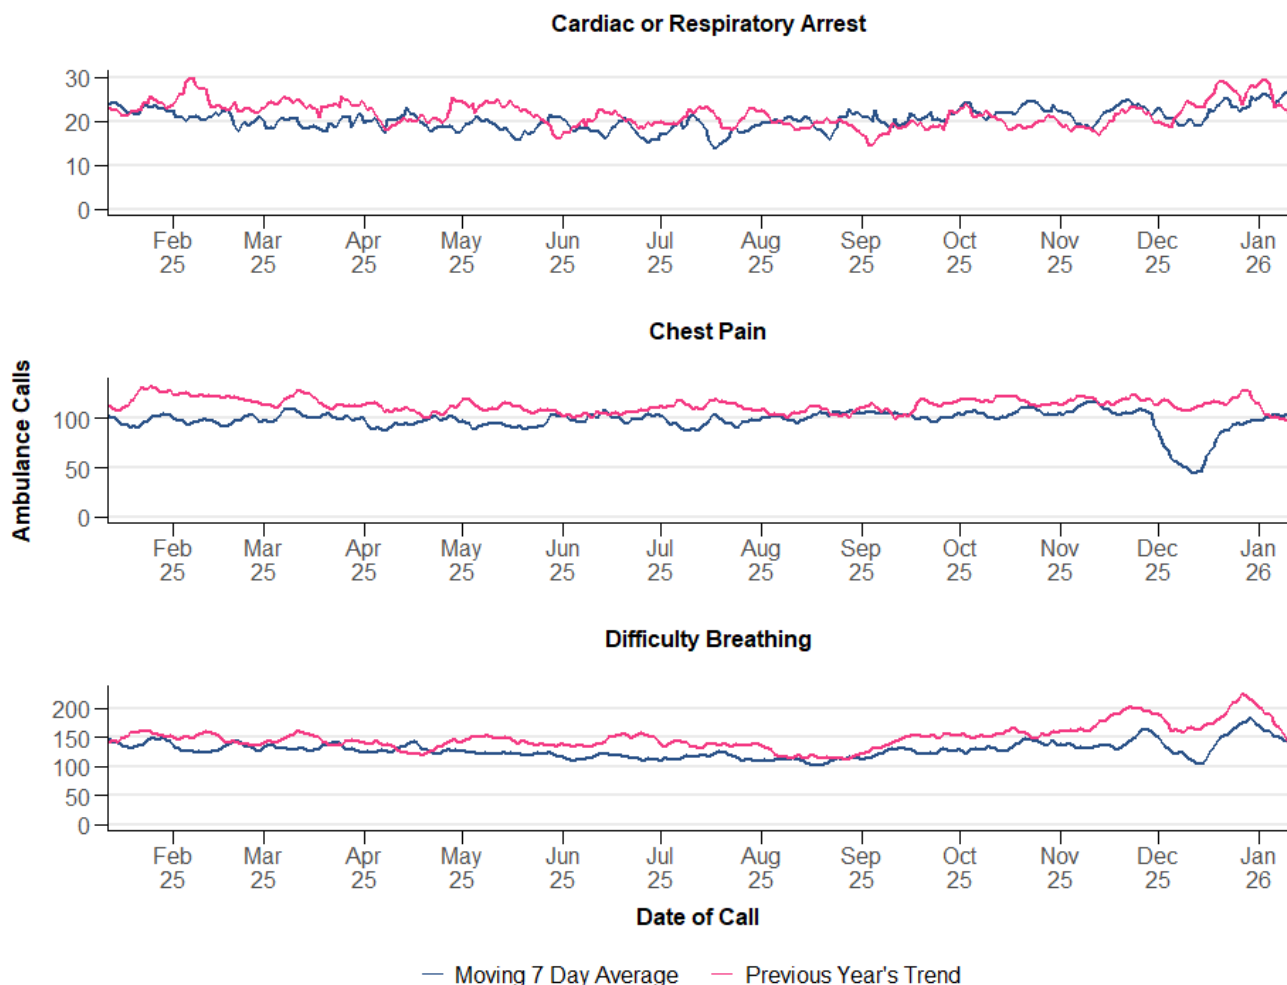 Cardiac or Respiratory Arrest
30
20
10
0
Feb Mar Apr May Jun Jul Aug Sep Oct Nov Dec Jan
25 25 25 25 25 25 25 25 25 25 25 26
Chest Pain
Ambulance Calls
100
50
0
Feb Mar Apr May Jun Jul Aug Sep Oct Nov Dec Jan
25 25 25 25 25 25 25 25 25 25 25 26
Difficulty Breathing
200
150
100
50
0
Feb Mar Apr May Jun Jul Aug Sep Oct Nov Dec Jan
25 25 25 25 25 25 25 25 25 25 25 26
Date of Call
Moving 7 Day Average Previous Year's Trend